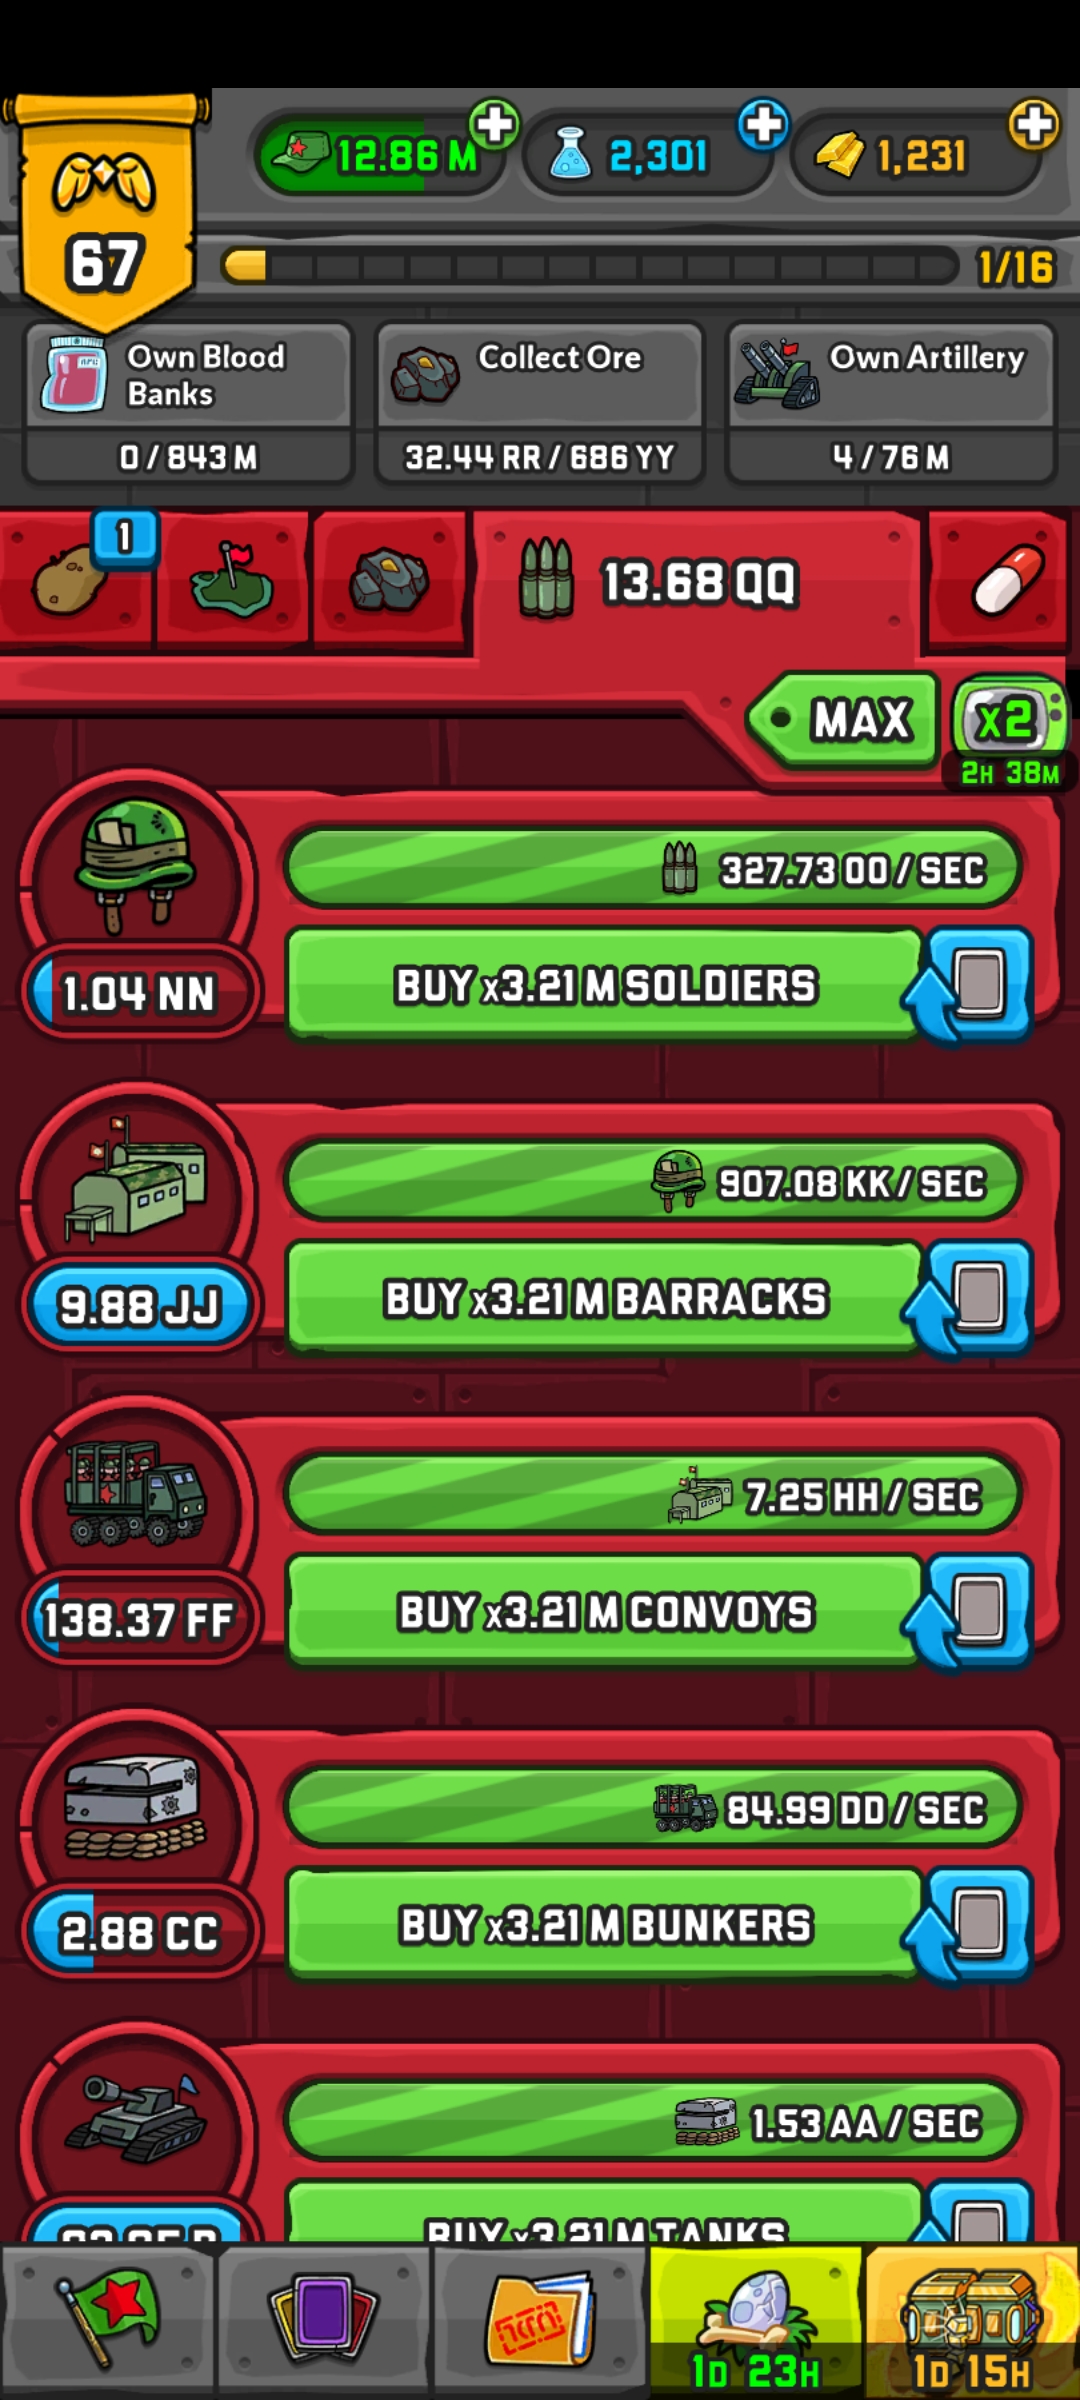 12.86 M
2,301
1,231
67
1/16
Own Blood
Banks
Collect Ore
Own Artillery
0 / 843 M
32.44 RR / 686 YY
4 / 76 M
1
13.68 QQ
MAX
x2
2H 38M
327.73 OO / SEC
BUY x3.21 M SOLDIERS
1.04 NN
907.08 KK / SEC
BUY x3.21 M BARRACKS
9.88 JJ
7.25 HH / SEC
BUY x3.21 M CONVOYS
138.37 FF
84.99 DD / SEC
BUY x3.21 M BUNKERS
2.88 CC
1.53 AA / SEC
BUY x3.21 M TANKS
1D 23H
1D 15H